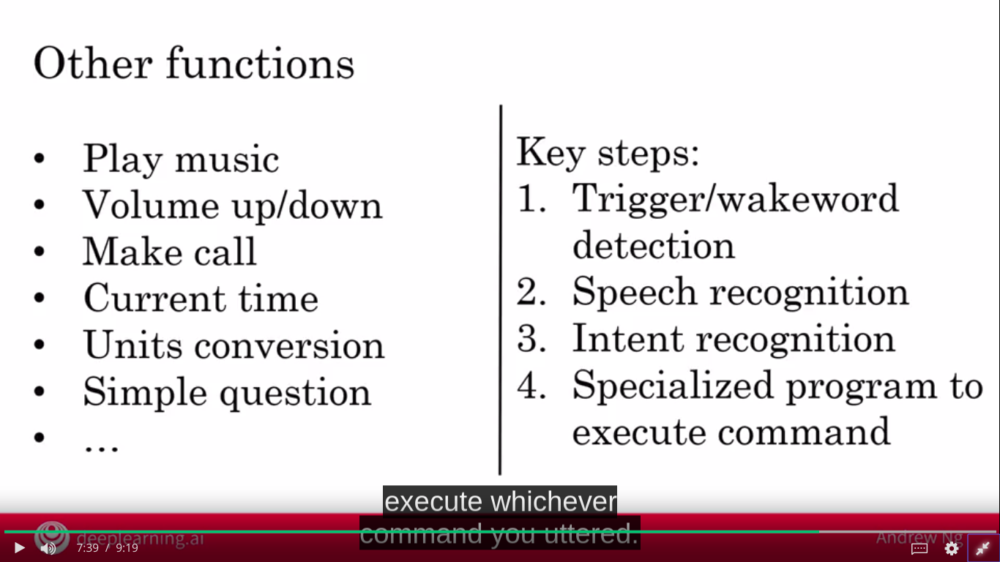 Other functions
• Play music
• Volume up/down
• Make call
• Current time
• Units conversion
• Simple question
• ...
Key steps:
1. Trigger/wakeword
detection
2. Speech recognition
3. Intent recognition
4. Specialized program to
execute command
execute whichever
command you uttered.
deeplearning.ai
Andrew Ng
7:39 / 9:19